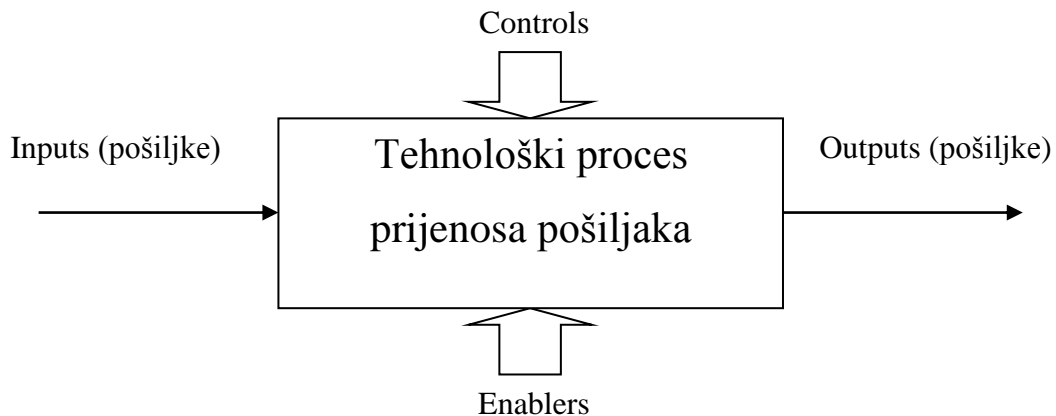 Controls
Inputs (pošiljke)
Tehnološki proces
prijenosa pošiljaka
Outputs (pošiljke)
Enablers